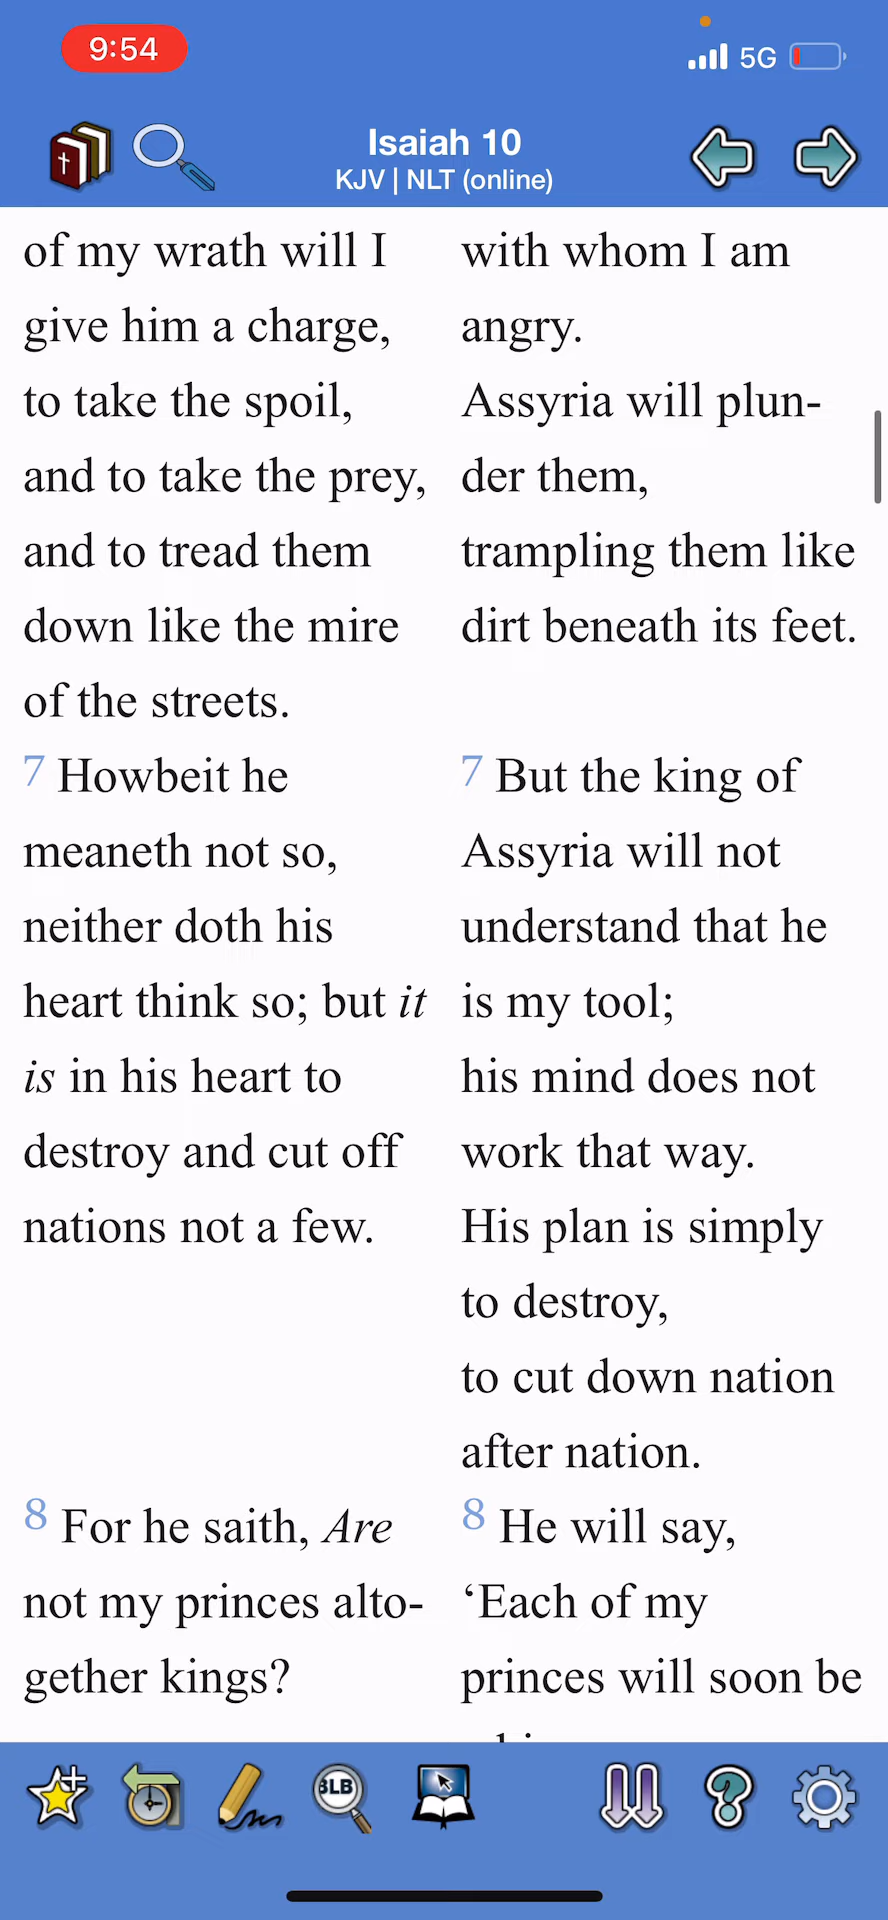 9:54
5G
Isaiah 10
KJV | NLT (online)
of my wrath will I
give him a charge,
to take the spoil,
and to take the prey,
and to tread them
down like the mire
of the streets.
7 Howbeit he
meaneth not so,
neither doth his
heart think so; but it
is in his heart to
destroy and cut off
nations not a few.
8 For he saith, Are
not my princes alto-
gether kings?
with whom I am
angry.
Assyria will plun-
der them,
trampling them like
dirt beneath its feet.
7 But the king of
Assyria will not
understand that he
is my tool;
his mind does not
work that way.
His plan is simply
to destroy,
to cut down nation
after nation.
8 He will say,
‘Each of my
princes will soon be
BLB